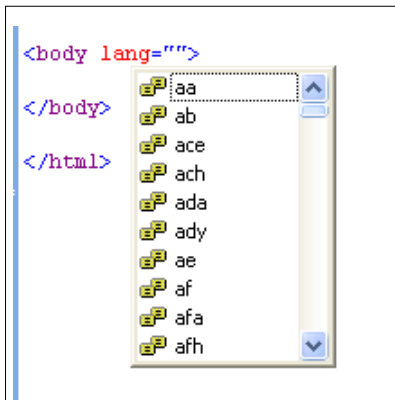 <body lang="">
aa
ab
</body>
ace
</html>
ach
ada
ady
ae
af
afa
afh